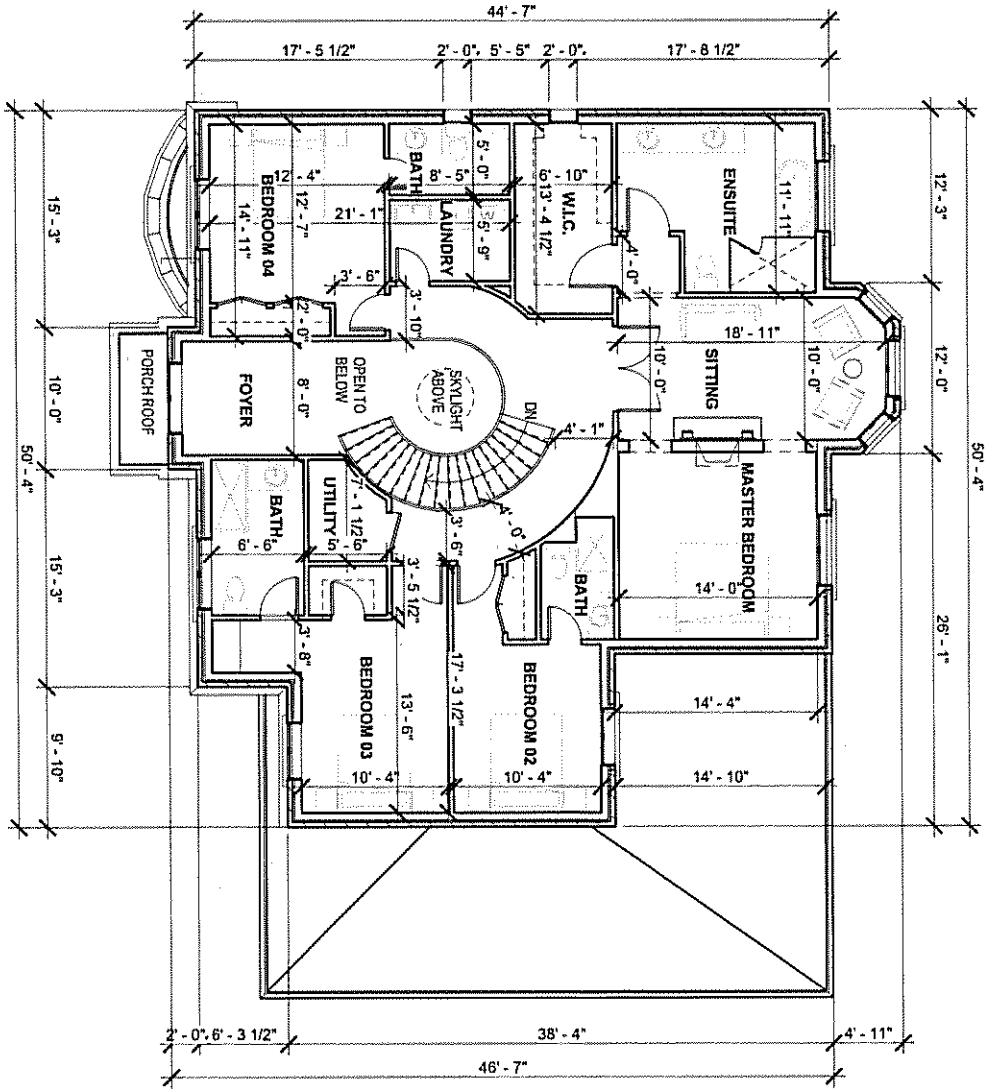 44' - 7"
17' - 5 1/2"
2' - 0"
5' - 5"
2' - 0"
17' - 8 1/2"
50' - 4"
15' - 3"
10' - 0"
15' - 3"
9' - 10"
50' - 4"
12' - 3"
12' - 0"
26' - 1"
BEDROOM 04
12' - 4"
12' - 7"
14' - 11"
21' - 1"
3' - 6"
2' - 0"
BATH
5' - 0"
8' - 5"
LAUNDRY
5' - 9"
3' - 10"
W.I.C.
6' - 10"
13' - 4 1/2"
ENSUITE
11' - 11"
4' - 0"
SITTING
18' - 11"
10' - 0"
10' - 0"
PORCH ROOF
FOYER
8' - 0"
OPEN TO
BELOW
SKYLIGHT
ABOVE
DN
4' - 1"
4' - 0"
3' - 6"
MASTER BEDROOM
14' - 0"
BATH
6' - 6"
UTILITY
7' - 1 1/2"
5' - 6"
3' - 5 1/2"
3' - 8"
BATH
BEDROOM 03
13' - 6"
10' - 4"
17' - 3 1/2"
BEDROOM 02
10' - 4"
14' - 4"
14' - 10"
2' - 0"
6' - 3 1/2"
38' - 4"
4' - 11"
46' - 7"